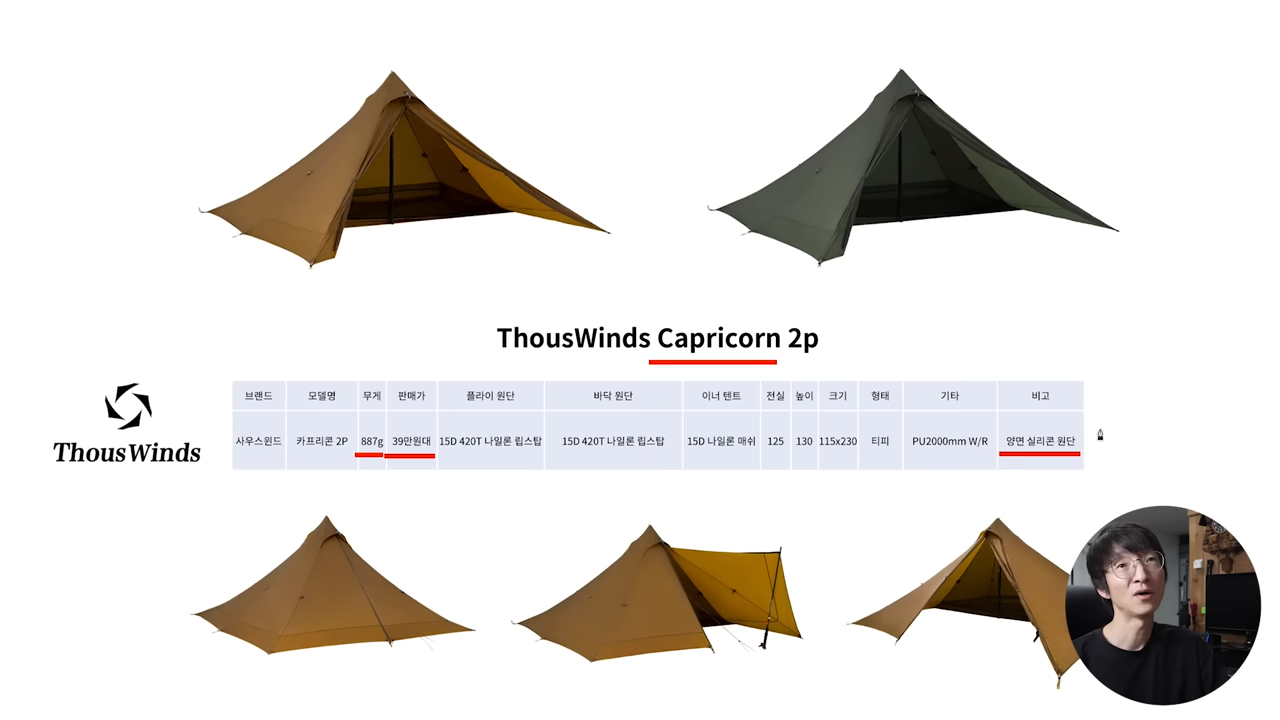 ThousWinds Capricorn 2p
ThousWinds
브랜드 모델명 무게 판매가 플라이 원단 바닥 원단 이너 텐트 전실 높이 크기 형태 기타 비고
사우스윈드 카프리콘 2P 887g 39만원대 15D 420T 나일론 립스탑 15D 420T 나일론 립스탑 15D 나일론 매쉬 125 130 115x230 티피 PU2000mm W/R 양면 실리콘 원단